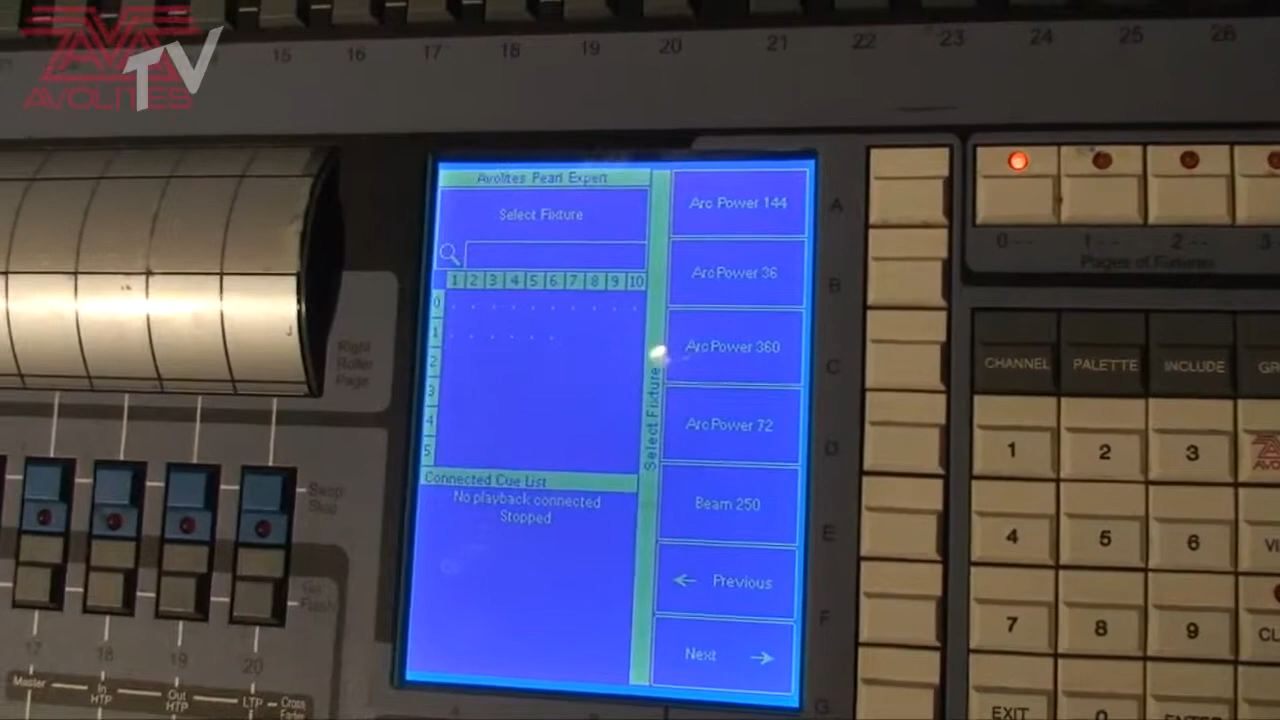 AVOLITES
TV
15 16 17 18 19 20 21 22 23 24 25 26
Avolites Pearl Expert
Select Fixture
1 2 3 4 5 6 7 8 9 10
0
1
2
3
4
5
Connected Cue List
No playback connected
Stopped
Select Fixture
Arc Power 144
ArcPower 36
ArcPower 360
ArcPower 72
Beam 250
← Previous
Next →
A
B
C
D
E
F
G
0-- 1-- 2-- 3
Pages of Fixtures
CHANNEL PALETTE INCLUDE GR
1 2 3
4 5 6 VI
7 8 9 CL
EXIT 0
Right
Roller
Page
Swop
Flash
17 18 19 20
Master In HTP Out HTP LTP Cross